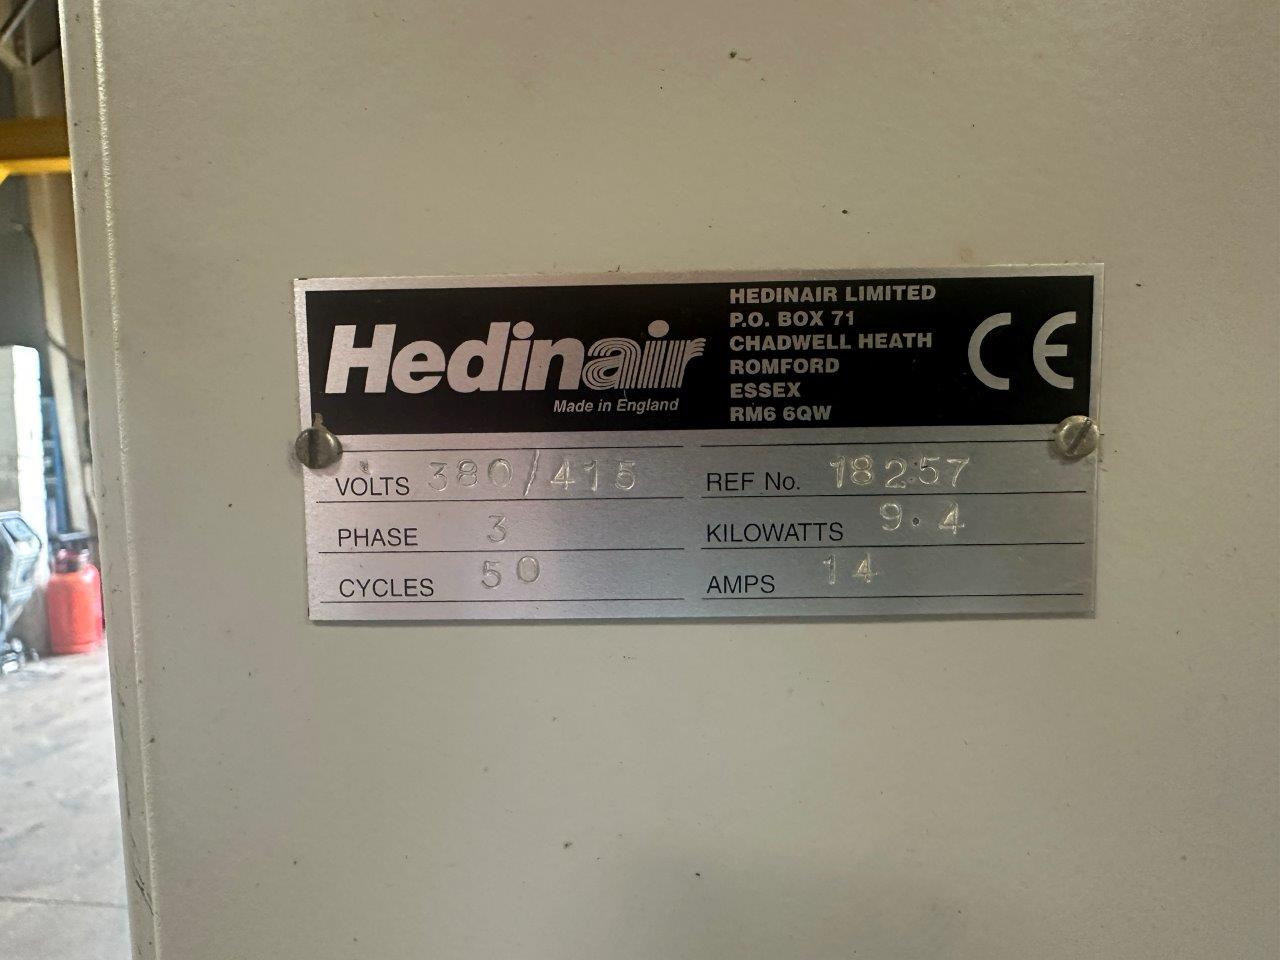 Hedinair
Made in England
HEDINAIR LIMITED
P.O. BOX 71
CHADWELL HEATH
ROMFORD
ESSEX
RM6 6QW
CE
VOLTS 380/415
PHASE 3
CYCLES 50
REF No. 18257
KILOWATTS 9.4
AMPS 14